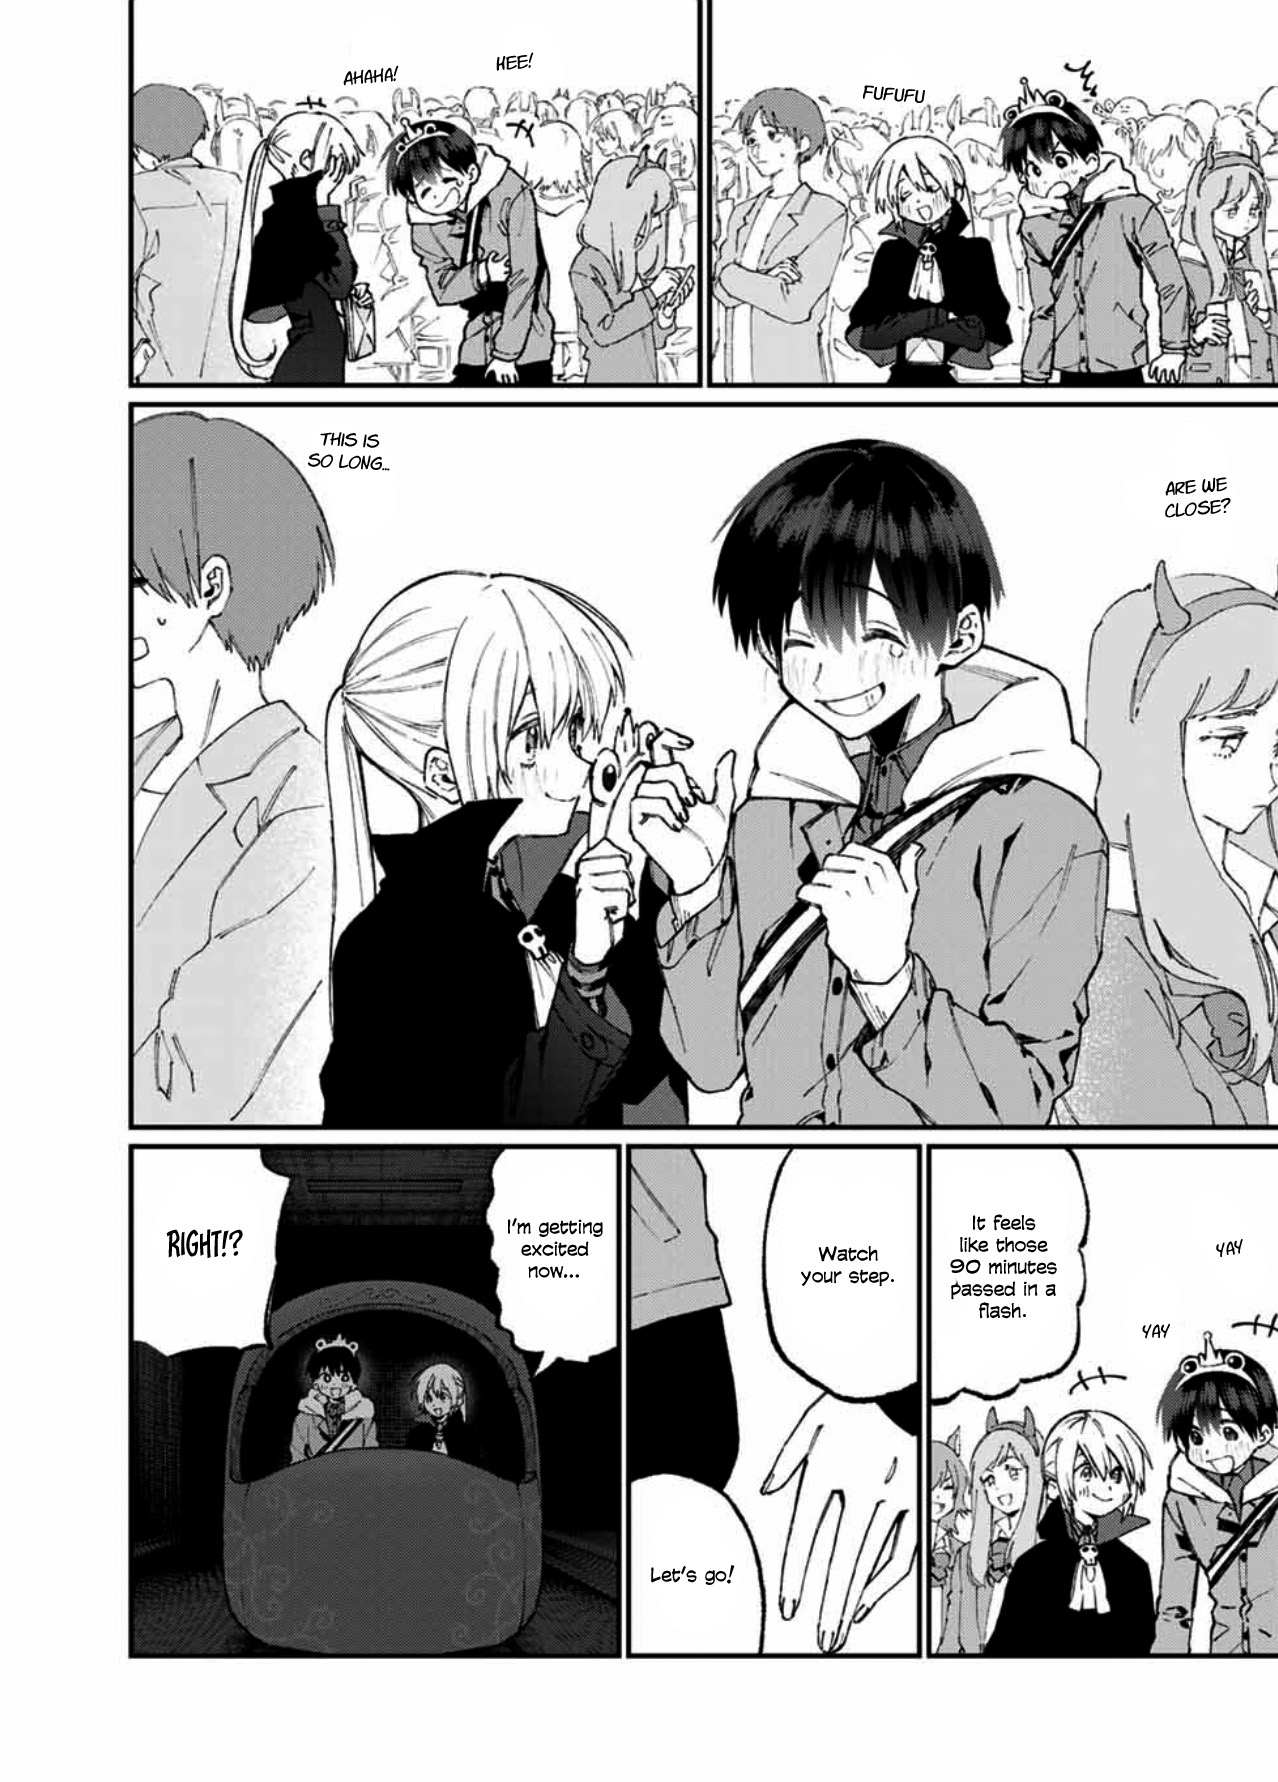 FUFUFU
HEE!
AHAHA!
ARE WE
CLOSE?
THIS IS
SO LONG...
YAY
YAY
It feels
like those
90 minutes
passed in a
flash.
Watch
your step.
Let's go!
I'm getting
excited
now...
RIGHT!?